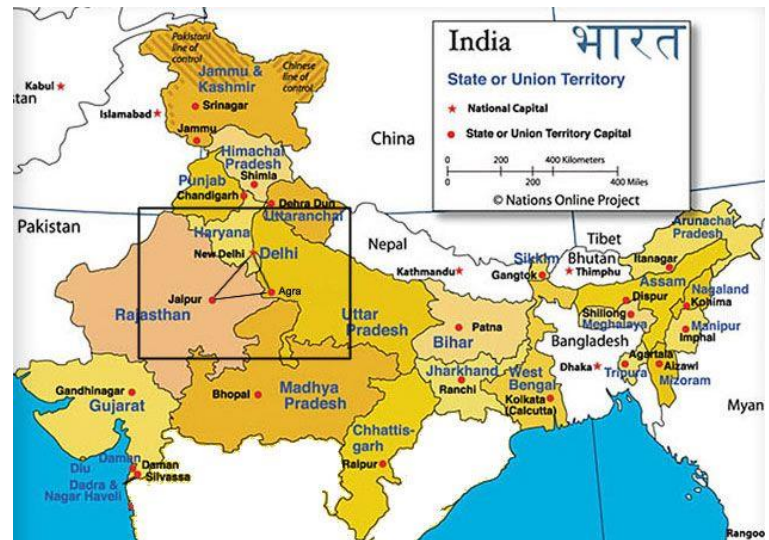 India भारत
State or Union Territory
National Capital
State or Union Territory Capital
0 200 400 Kilometers
0 200 400 Miles
© Nations Online Project
Pakistani
line of
control
Chinese
line of
control
Kabul
stan
Islamabad
Jammu &
Kashmir
Srinagar
Jammu
China
Himachal
Pradesh
Shimla
Punjab
Chandigarh
Dehra Dun
Uttaranchal
Pakistan
Haryana
New Delhi
Delhi
Nepal
Kathmandu
Tibet
Sikkim
Gangtok
Bhutan
Thimphu
Arunachal
Pradesh
Itanagar
Assam
Dispur
Nagaland
Kohima
Shillong
Meghalaya
Manipur
Imphal
Jaipur
Agra
Rajasthan
Uttar
Pradesh
Patna
Bihar
Bangladesh
Dhaka
Agartala
Tripura
Aizawl
Mizoram
Jharkhand
Ranchi
West
Bengal
Kolkata
(Calcutta)
Gandhinagar
Gujarat
Bhopal
Madhya
Pradesh
Chhattis-
garh
Raipur
Daman
Diu
Daman
Silvassa
Dadra &
Nagar Haveli
Myan
Rangoo